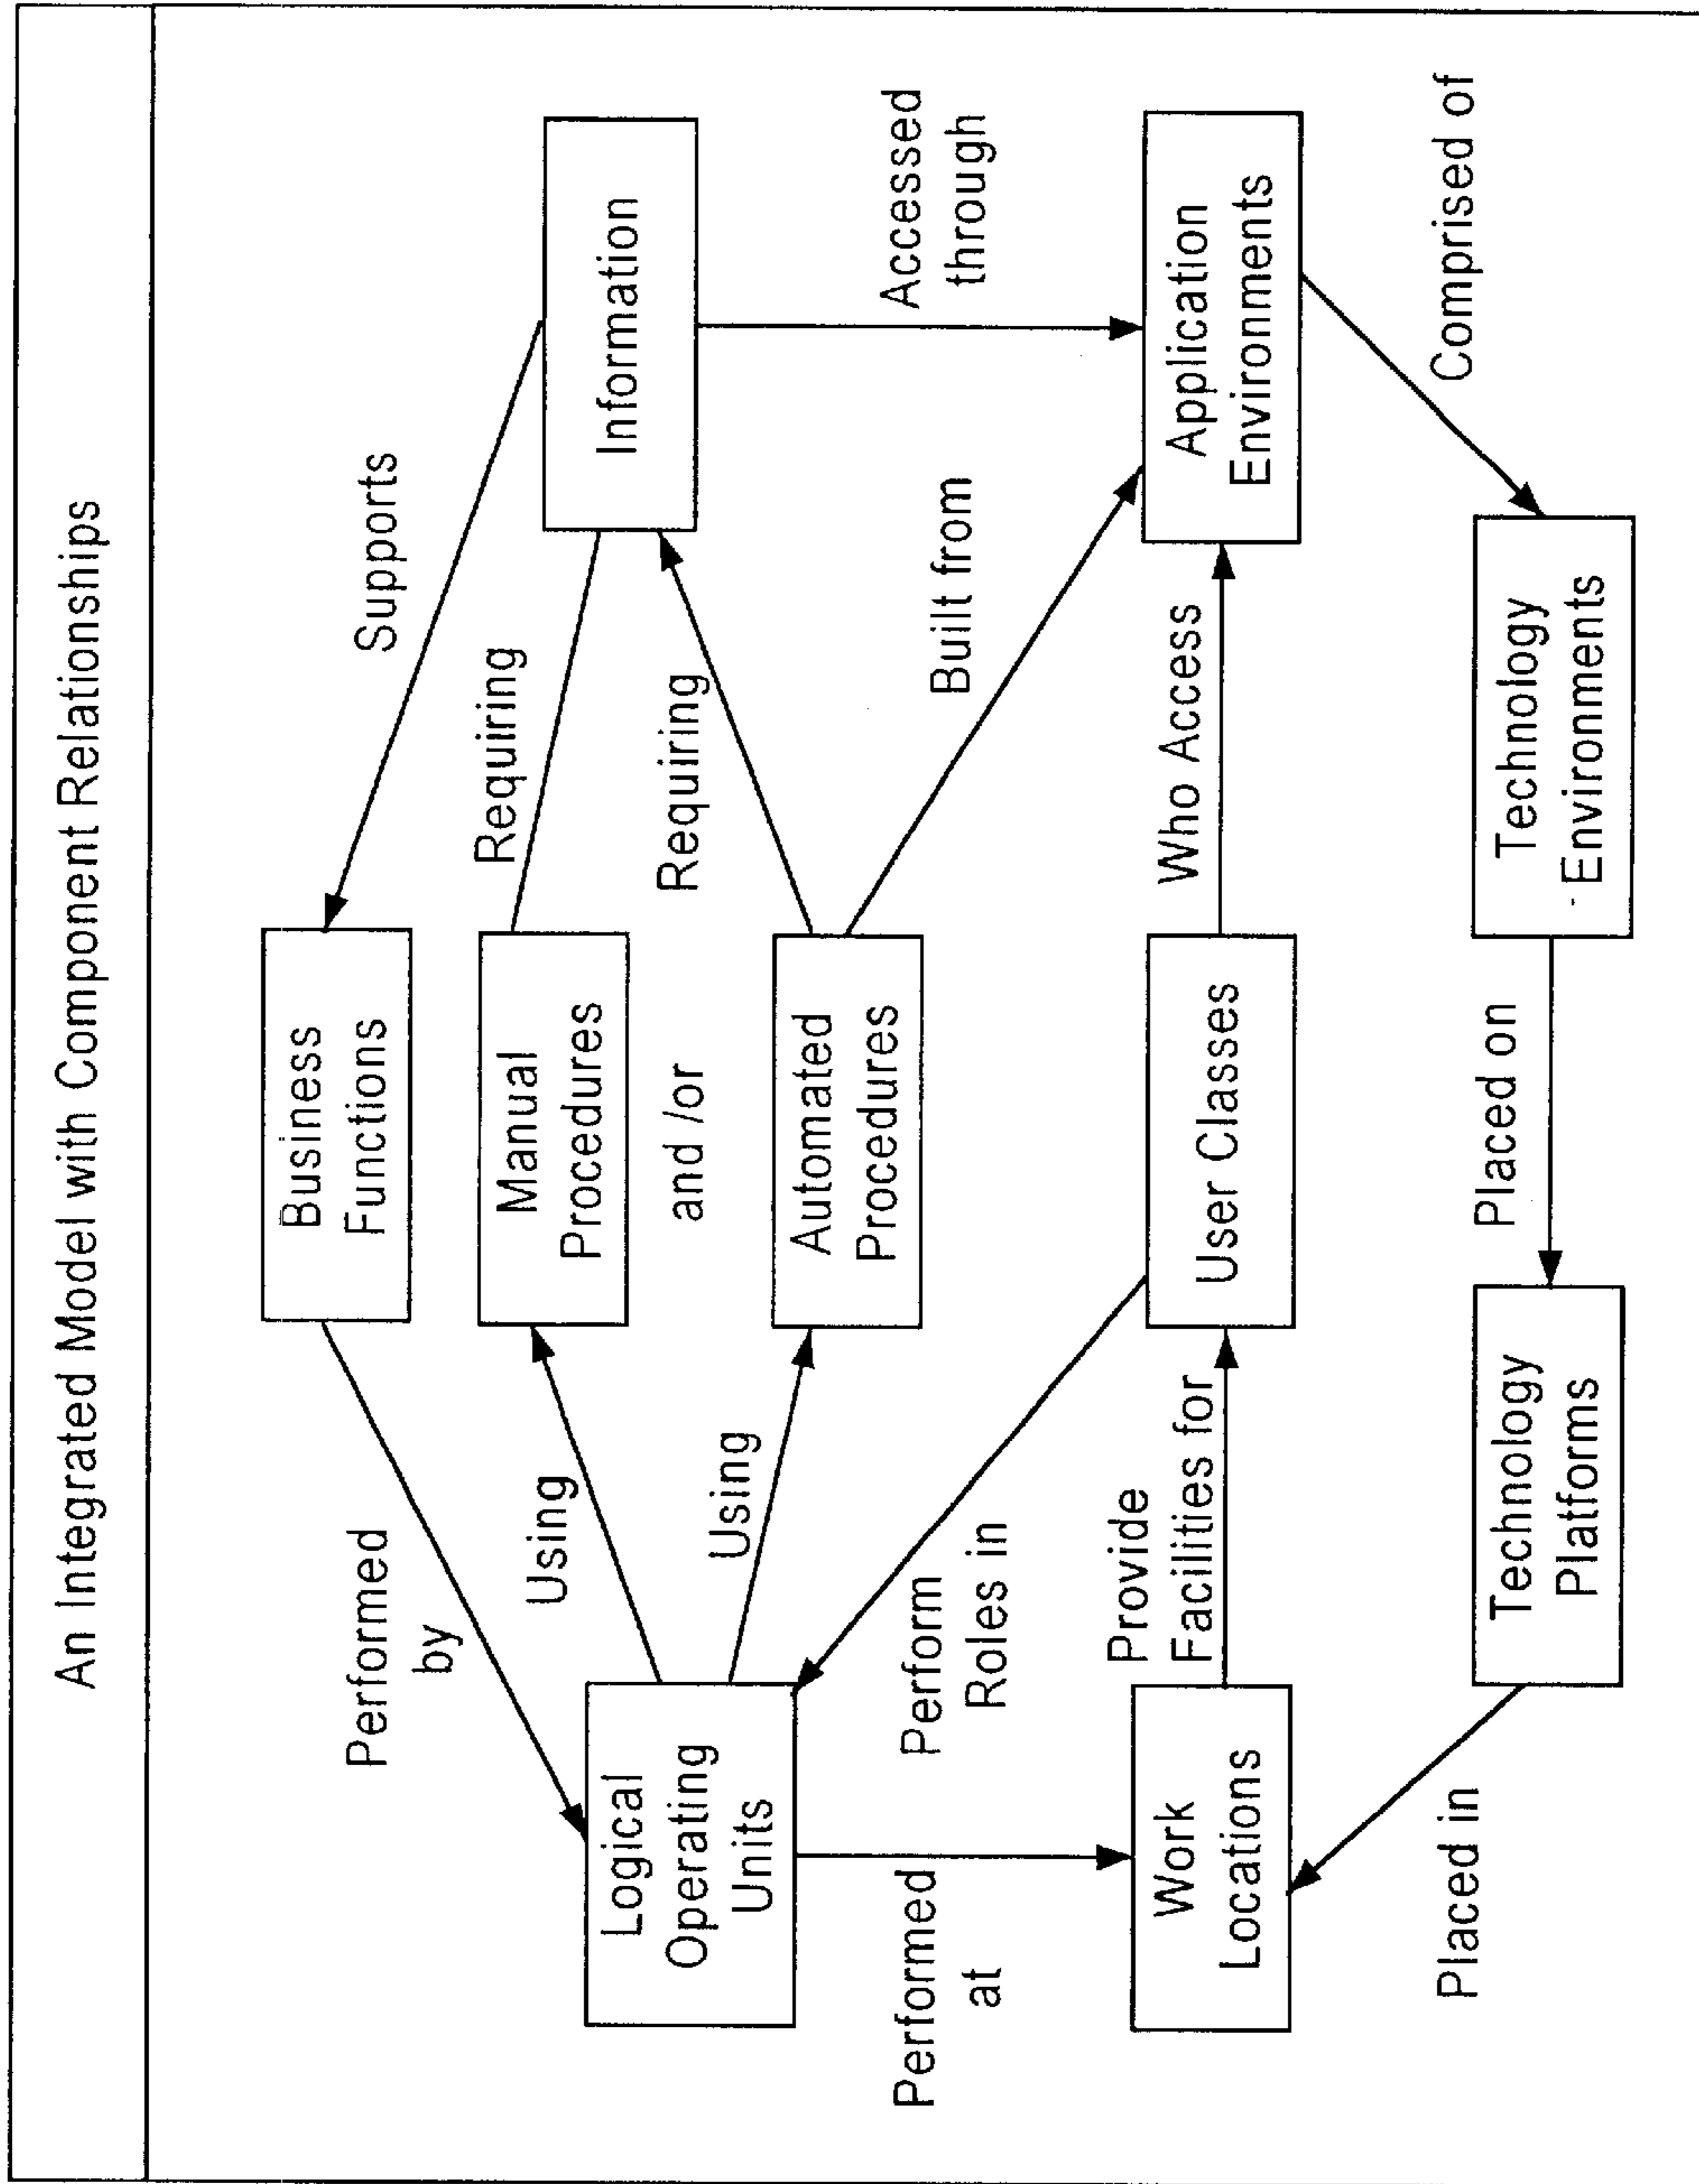 An Integrated Model with Component Relationships
Business
Functions
Supports
Performed
by
Manual
Procedures
Requiring
Information
Using
and /or
Requiring
Logical
Operating
Units
Using
Automated
Procedures
Accessed
through
Built from
Performed
at
Perform
Roles in
Provide
Facilities for
Who Access
Work
Locations
User Classes
Application
Environments
Placed in
Comprised of
Placed on
Technology
Platforms
Technology
Environments